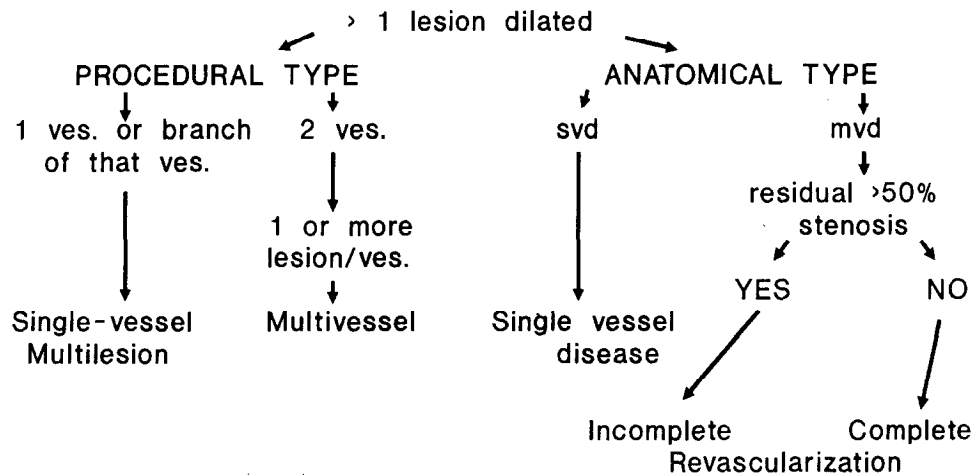 > 1 lesion dilated
PROCEDURAL TYPE
ANATOMICAL TYPE
1 ves. or branch
of that ves.
2 ves.
svd
mvd
1 or more
lesion/ves.
residual >50%
stenosis
YES
NO
Single-vessel
Multilesion
Multivessel
Single vessel
disease
Incomplete
Complete
Revascularization